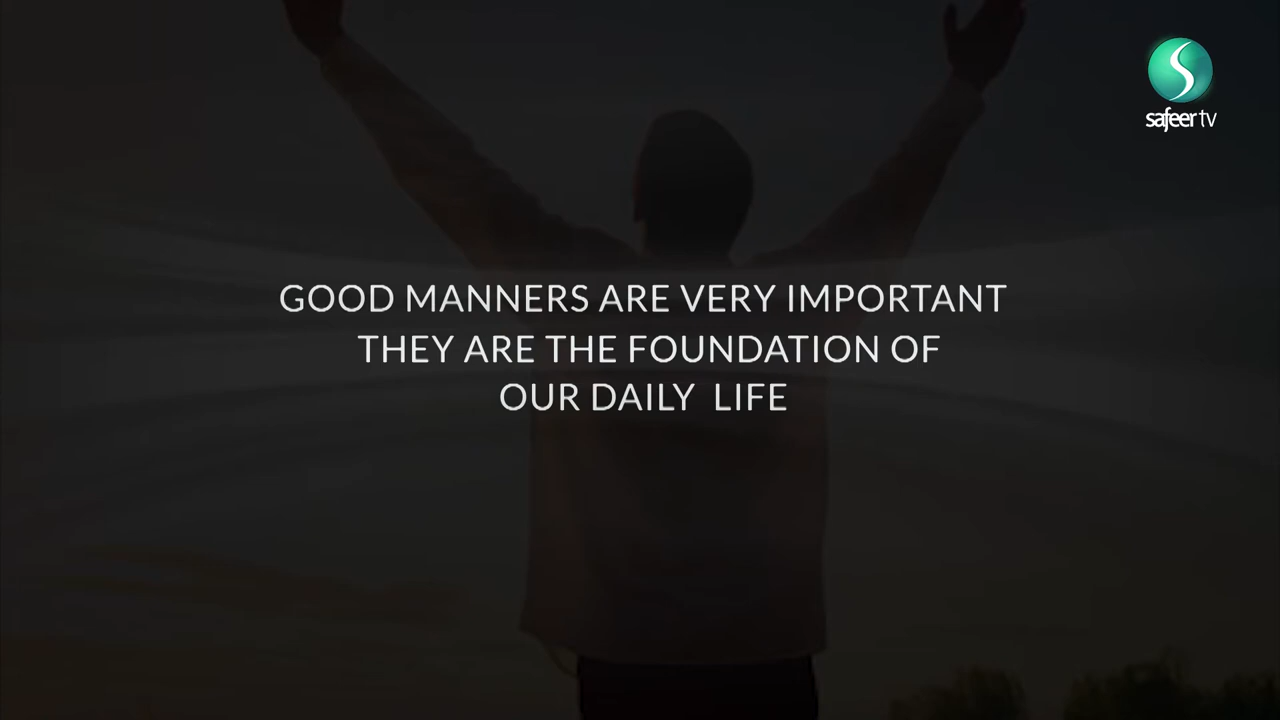 safeer tv
GOOD MANNERS ARE VERY IMPORTANT
THEY ARE THE FOUNDATION OF
OUR DAILY LIFE